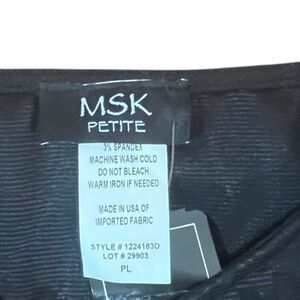 MSK
PETITE
3% SPANDEX
MACHINE WASH COLD
DO NOT BLEACH
WARM IRON IF NEEDED
MADE IN USA OF
IMPORTED FABRIC
STYLE # 1224183D
LOT # 29903
PL